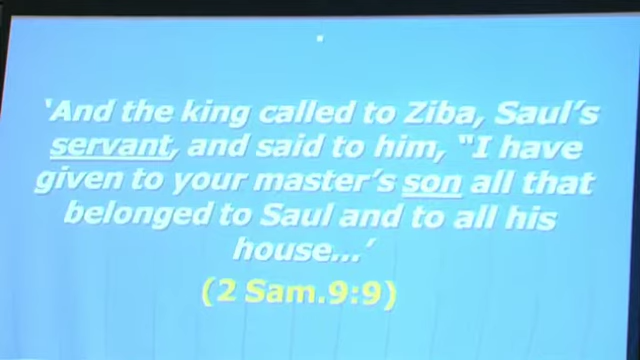 ‘And the king called to Ziba, Saul’s
servant, and said to him, “I have
given to your master’s son all that
belonged to Saul and to all his
house...’
(2 Sam.9:9)